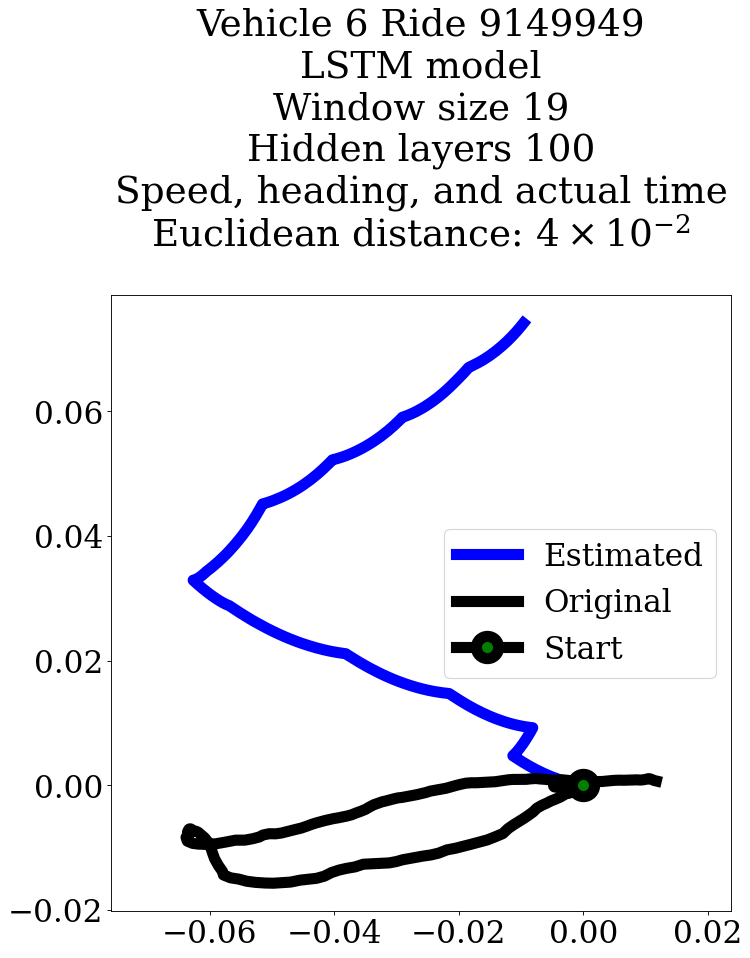 Vehicle 6 Ride 9149949
LSTM model
Window size 19
Hidden layers 100
Speed, heading, and actual time
Euclidean distance: 4 × 10⁻²
0.06
0.04
0.02
0.00
−0.02
Estimated
Original
Start
−0.06 −0.04 −0.02 0.00 0.02